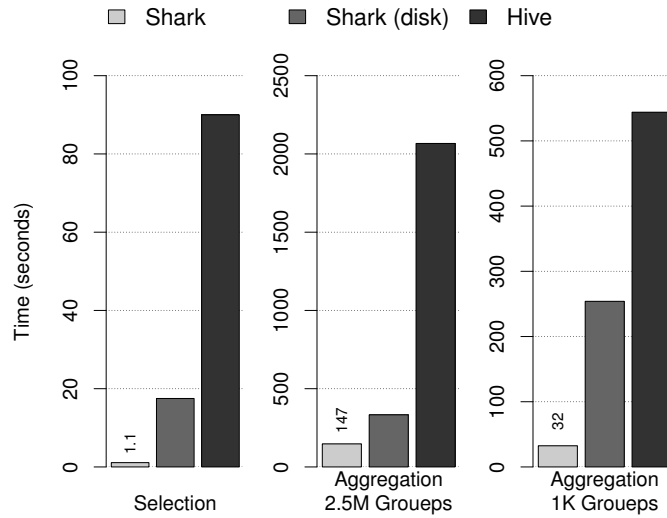 Shark Shark (disk) Hive
Time (seconds)
0 20 40 60 80 100
1.1
Selection
0 500 1000 1500 2000 2500
147
Aggregation
2.5M Groueps
0 100 200 300 400 500 600
32
Aggregation
1K Groueps